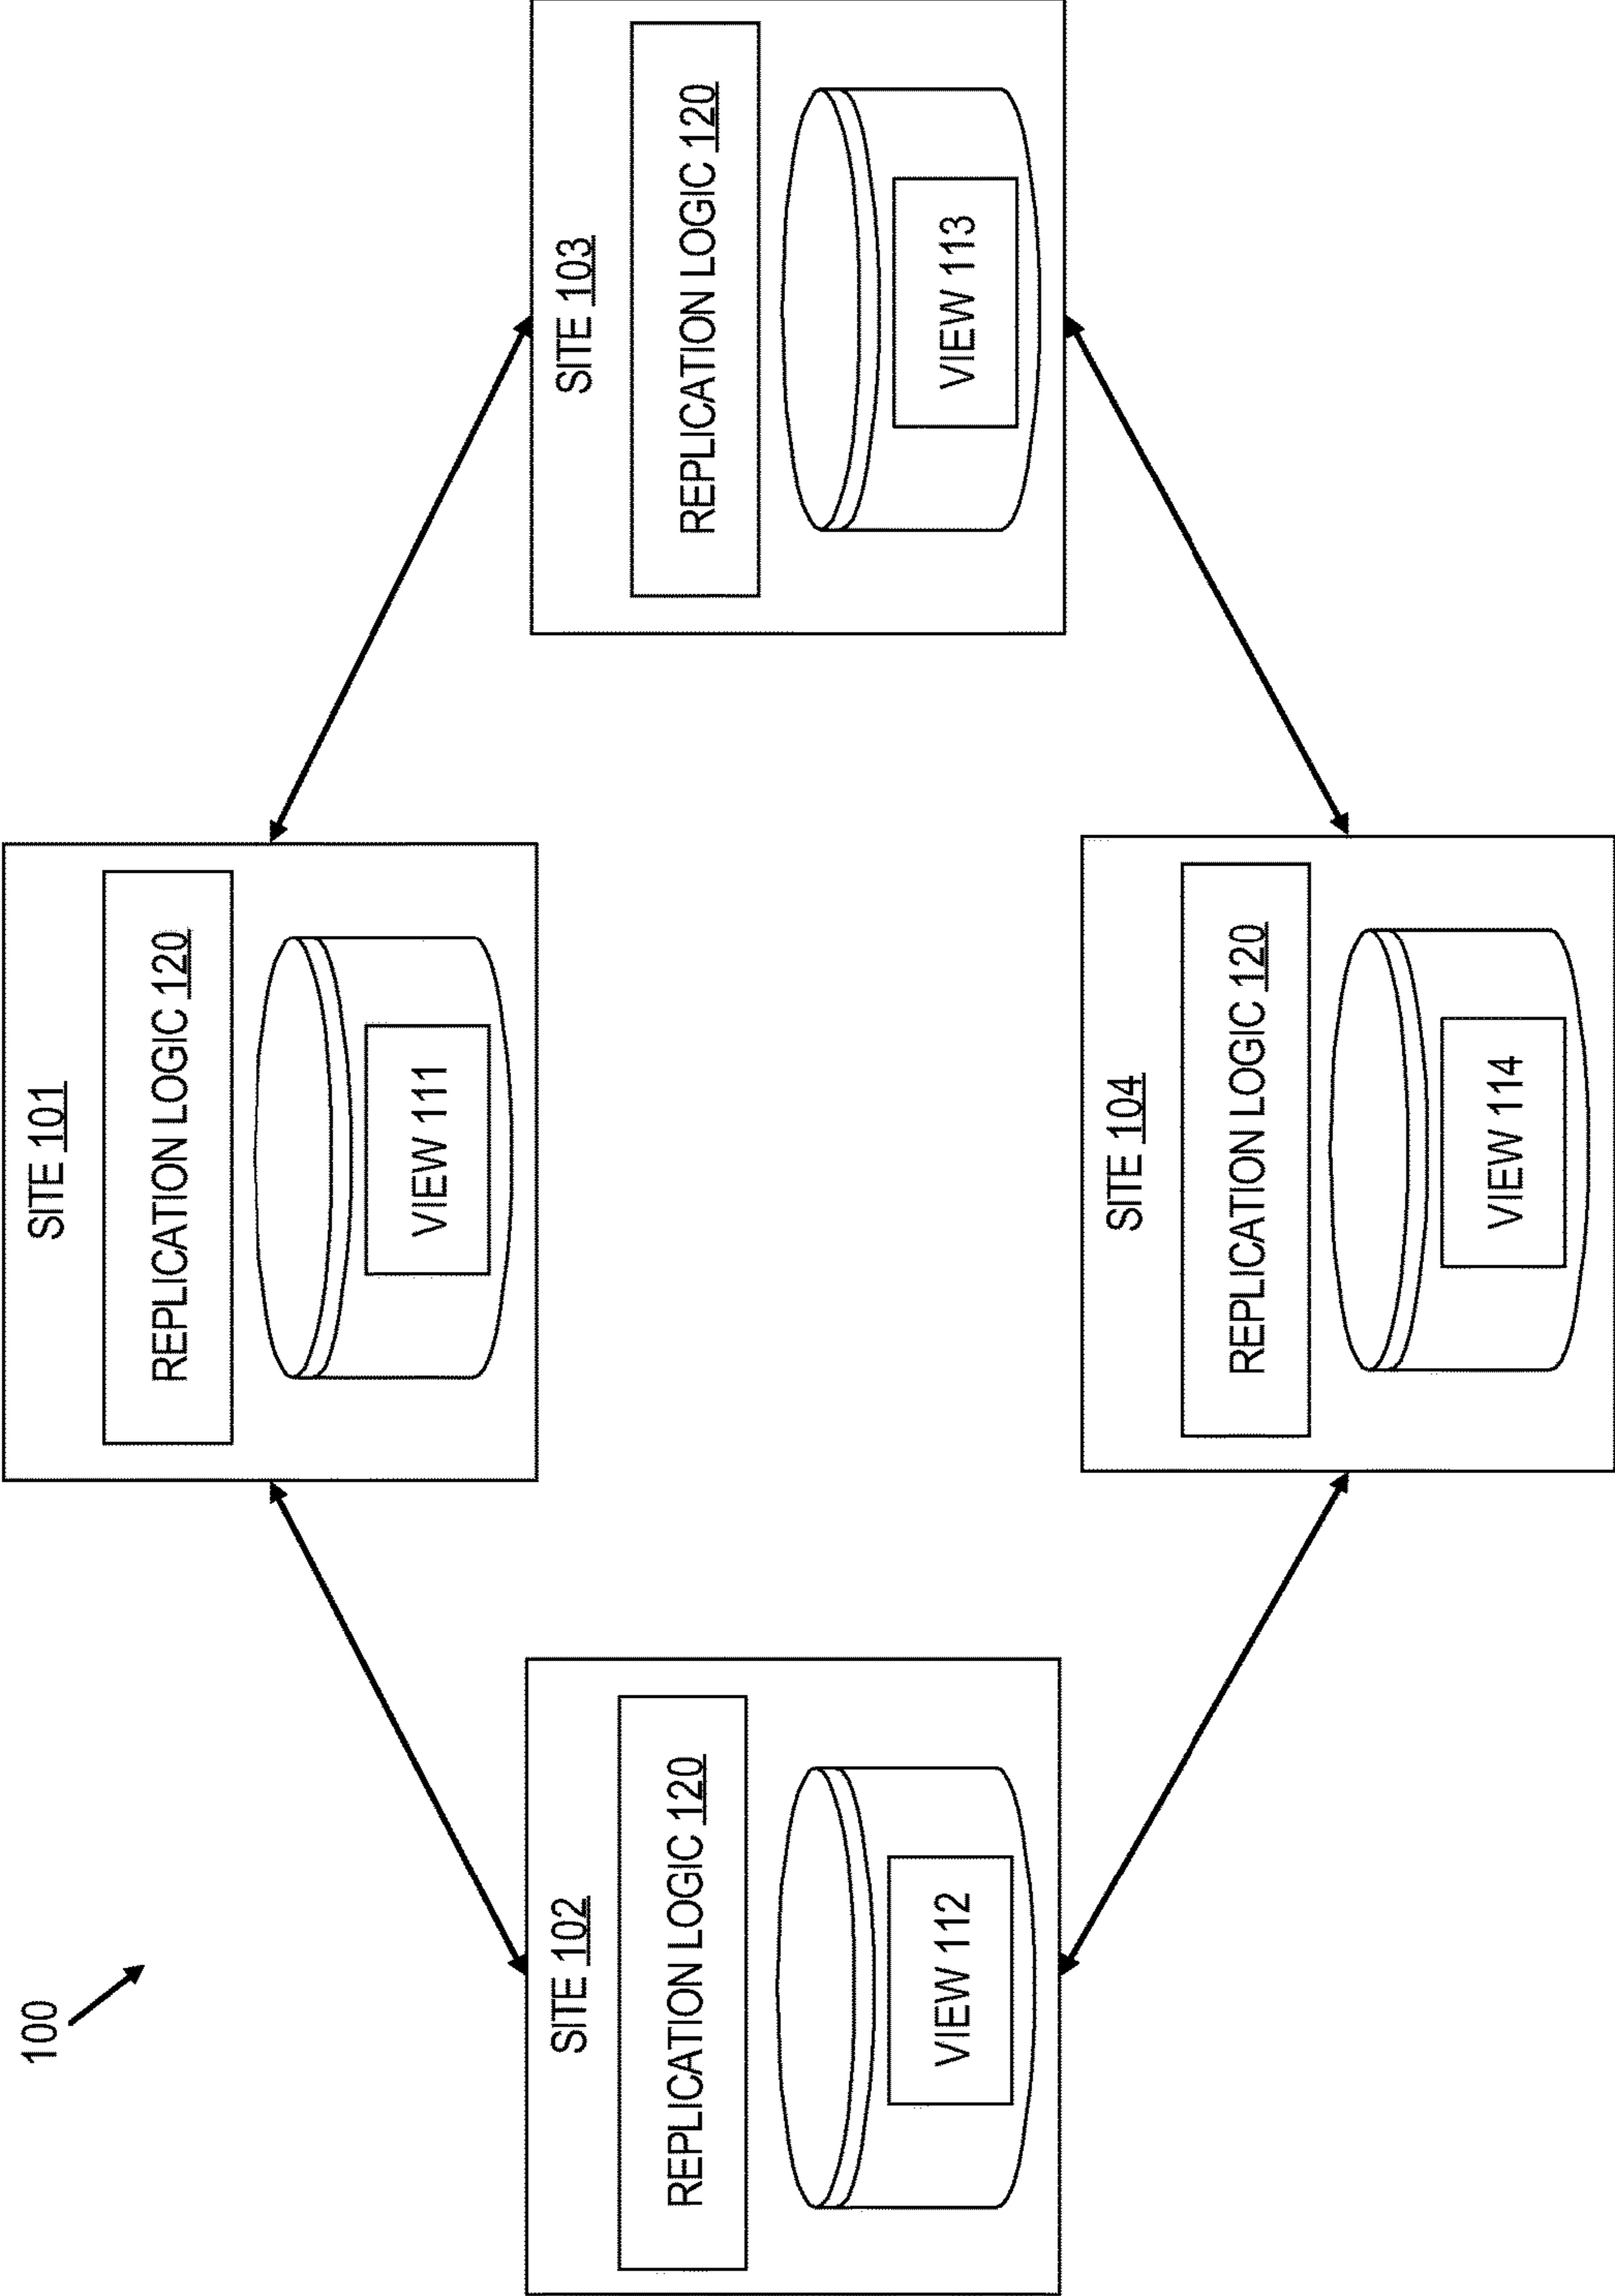 100
SITE 101
REPLICATION LOGIC 120
VIEW 111
SITE 102
REPLICATION LOGIC 120
VIEW 112
SITE 103
REPLICATION LOGIC 120
VIEW 113
SITE 104
REPLICATION LOGIC 120
VIEW 114